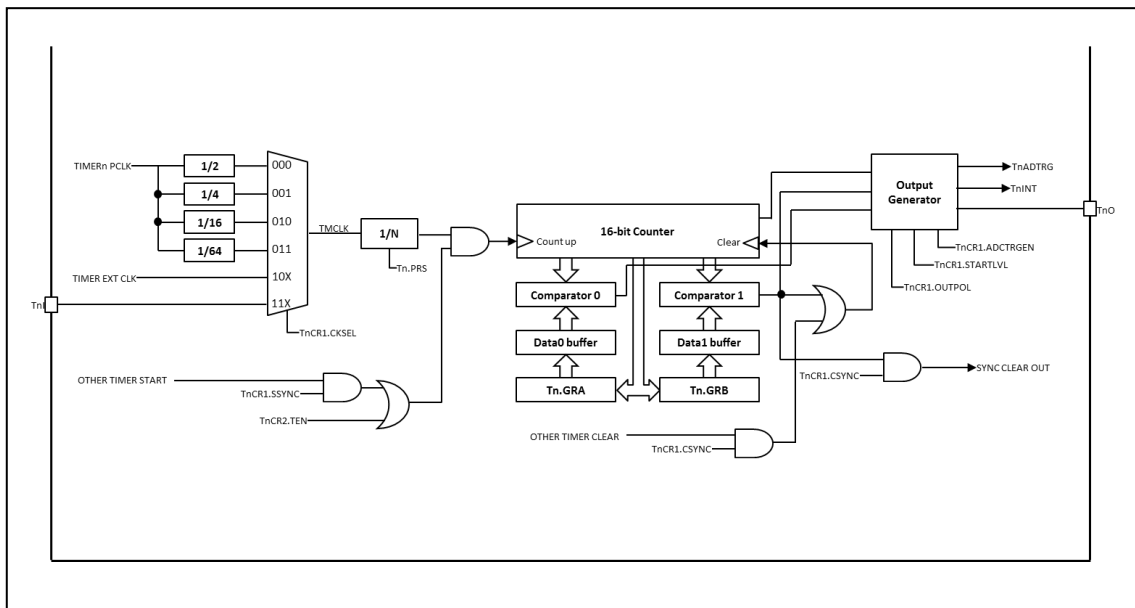 TIMERn PCLK
1/2
000
1/4
001
1/16
010
1/64
011
TIMER EXT CLK
10X
11X
TnCR1.CKSEL
TMCLK
1/N
Tn.PRS
OTHER TIMER START
TnCR1.SSYNC
TnCR2.TEN
Count up
16-bit Counter
Clear
Comparator 0
Comparator 1
Data0 buffer
Data1 buffer
Tn.GRA
Tn.GRB
OTHER TIMER CLEAR
TnCR1.CSYNC
Output
Generator
TnADTRG
TnINT
TnO
TnCR1.ADCTRGEN
TnCR1.STARTLVL
TnCR1.OUTPOL
TnCR1.CSYNC
SYNC CLEAR OUT